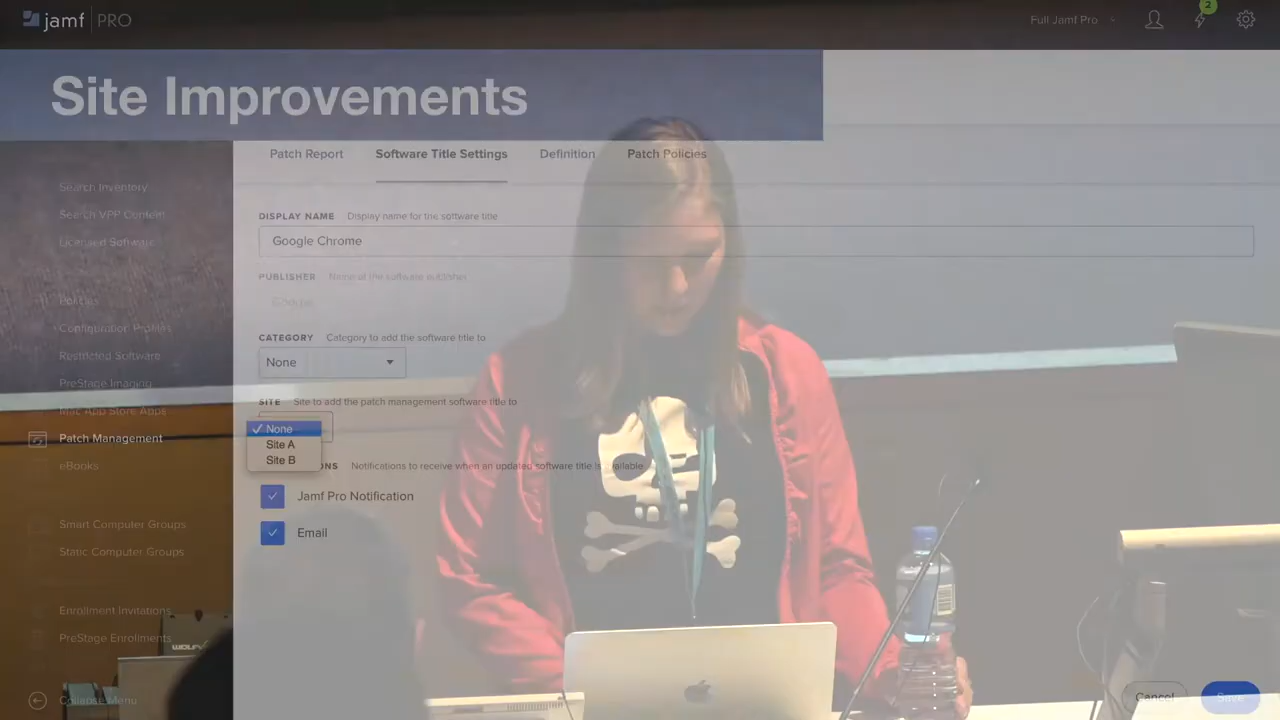 jamf PRO
Full Jamf Pro
2
Site Improvements
Patch Report Software Title Settings Definition Patch Policies
Search Inventory
Search VPP Content
Licensed Software
DISPLAY NAME Display name for the software title
Google Chrome
PUBLISHER Name of the software publisher
Google
Policies
Configuration Profiles
CATEGORY Category to add the software title to
Restricted Software
None
PreStage Imaging
SITE Site to add the patch management software title to
Mac App Store Apps
None
Patch Management
Site A
Site B
eBooks
ONS Notifications to receive when an updated software title is available
Jamf Pro Notification
Smart Computer Groups
Email
Static Computer Groups
Enrollment Invitations
PreStage Enrollments
Collapse Menu
Cancel
Save